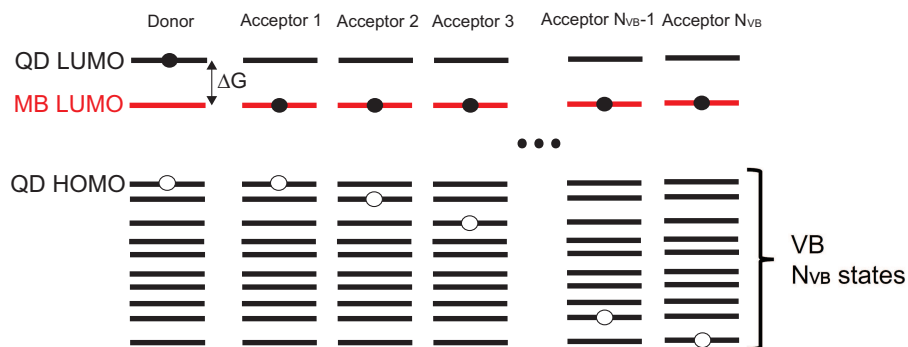 Donor Acceptor 1 Acceptor 2 Acceptor 3 Acceptor NVB-1 Acceptor NVB
QD LUMO
ΔG
MB LUMO
QD HOMO
VB
NVB states